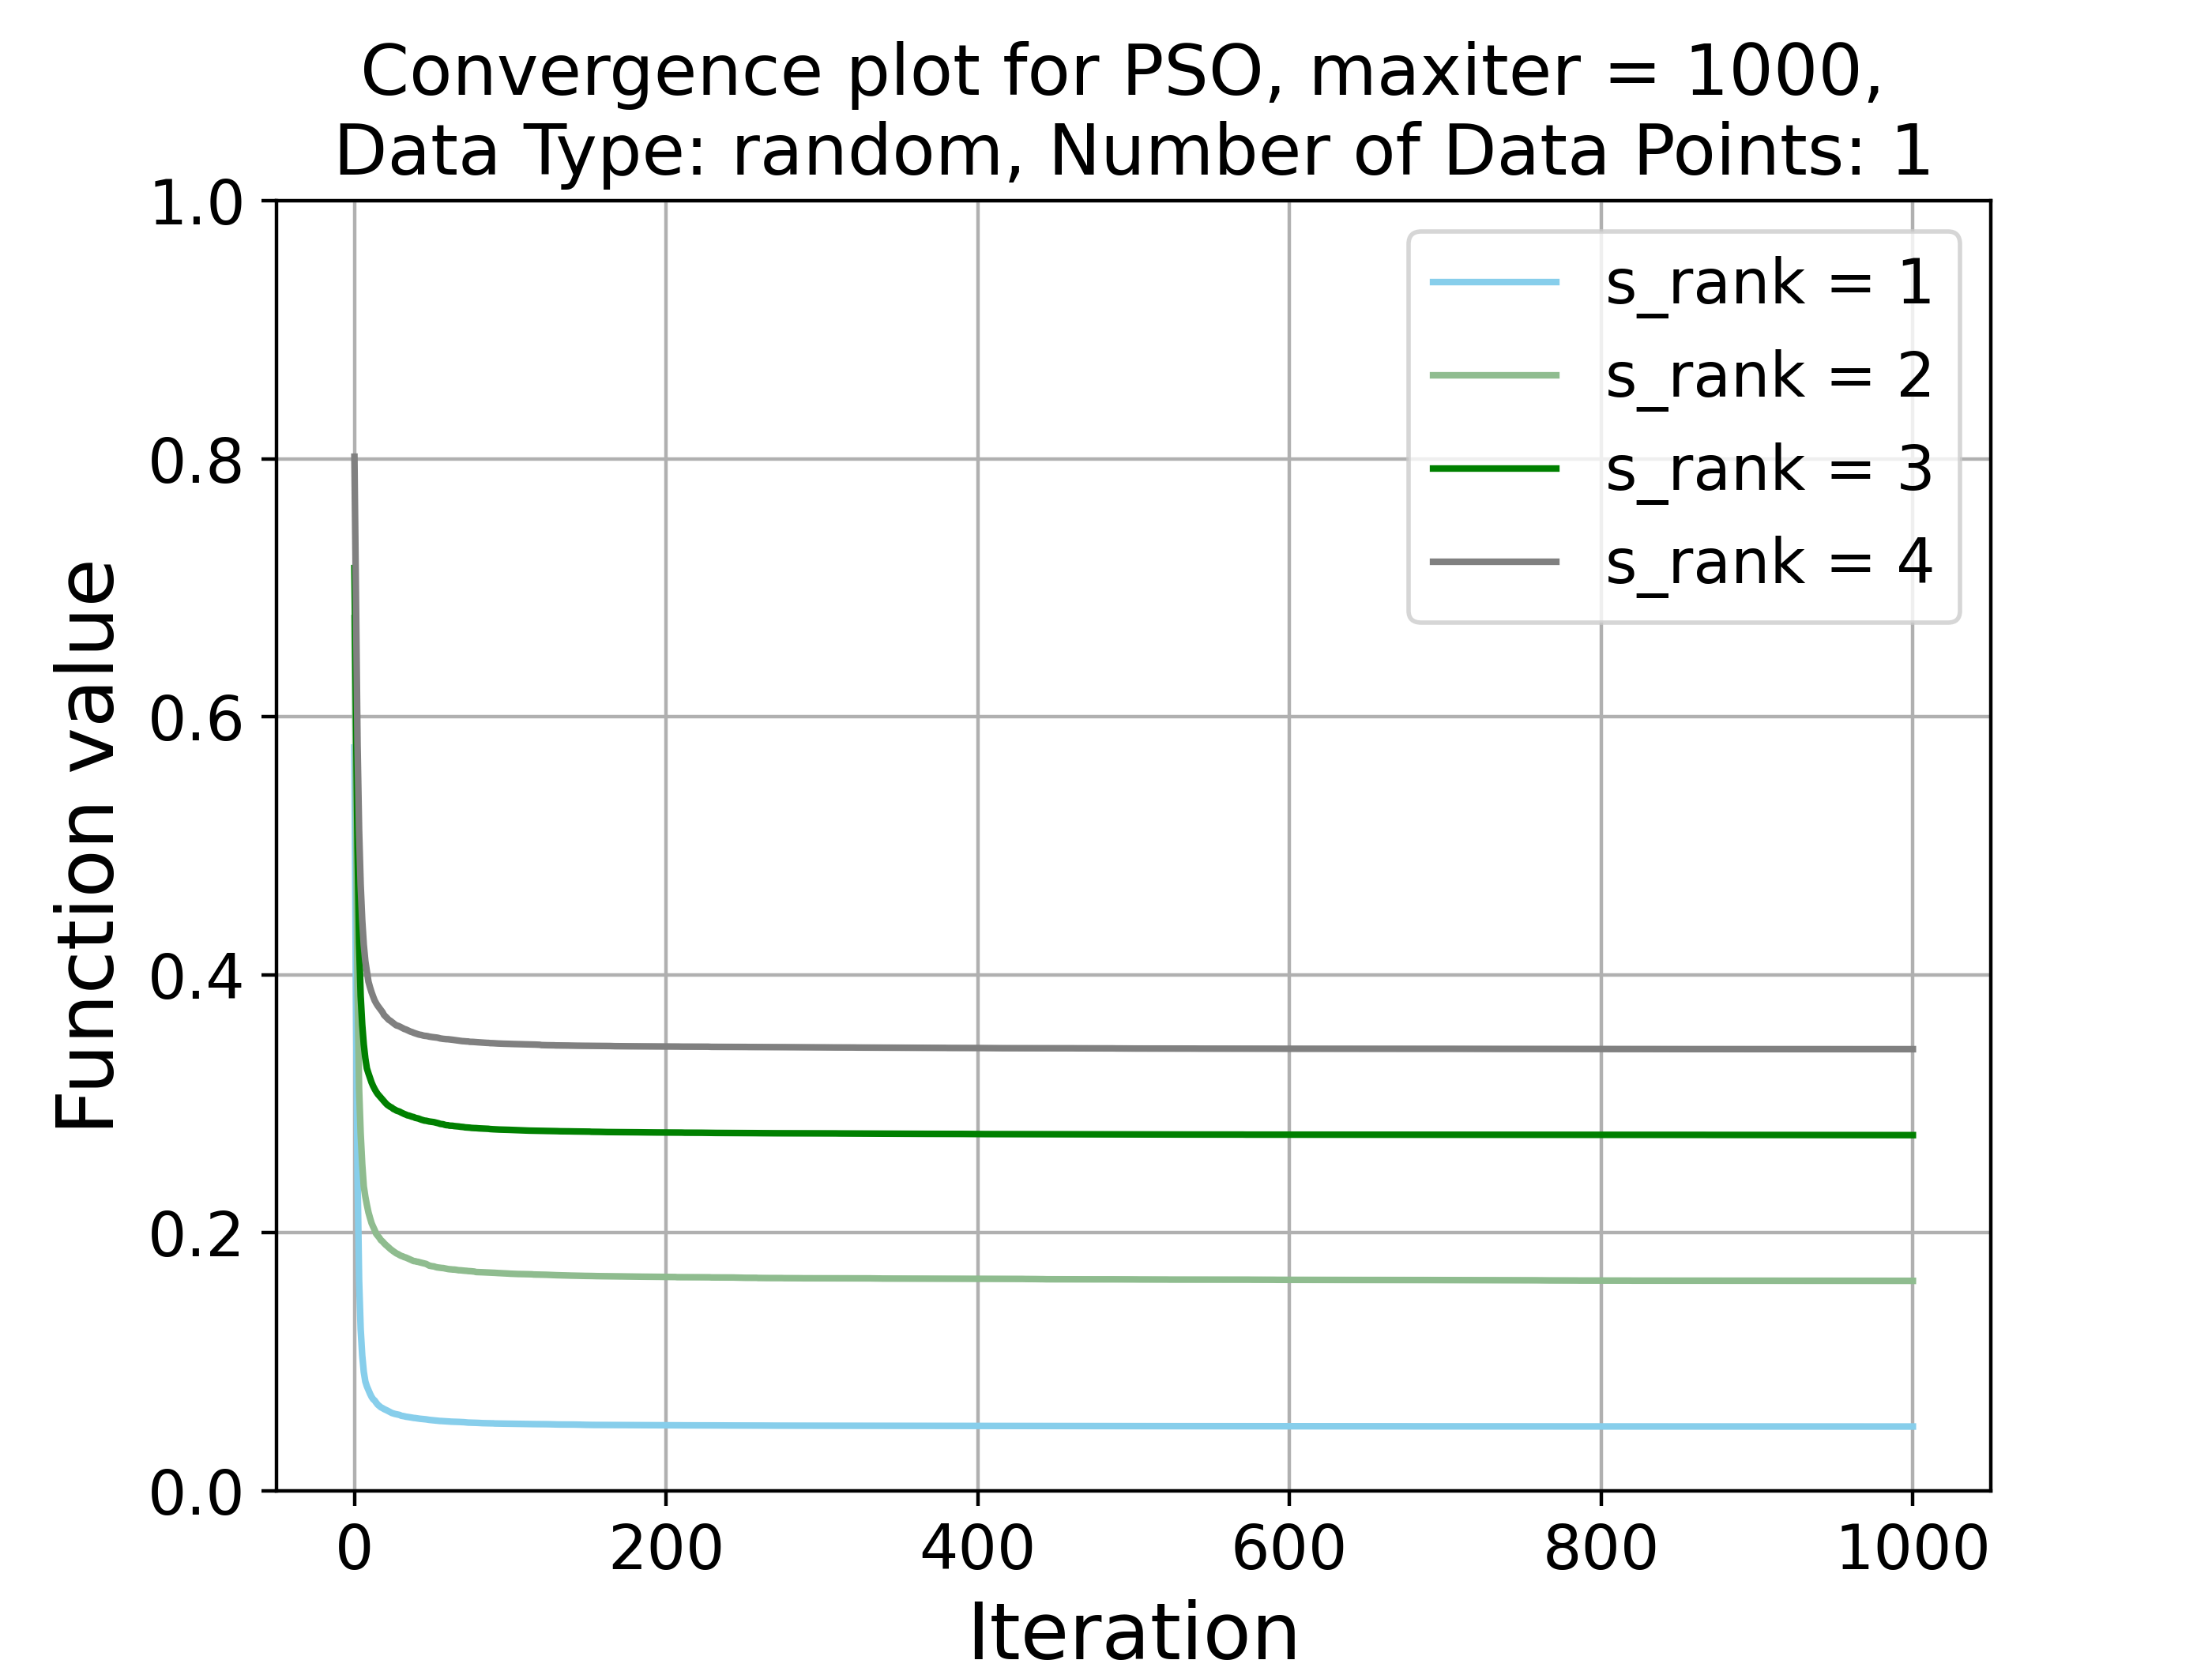 Convergence plot for PSO, maxiter = 1000,
Data Type: random, Number of Data Points: 1
1.0
0.8
0.6
0.4
0.2
0.0
Function value
s_rank = 1
s_rank = 2
s_rank = 3
s_rank = 4
0 200 400 600 800 1000
Iteration